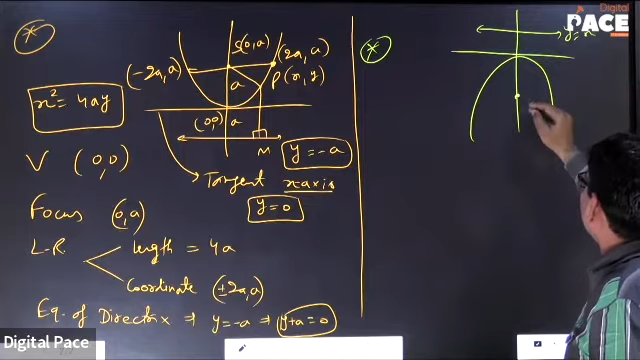 *
S(0,a)
(2a, a)
(-2a, a)
P(x, y)
a
x² = 4ay
(0,0)
a
M
y = -a
V (0,0)
Tangent x-axis
y = 0
Focus (0,a)
L.R. length = 4a
Coordinate (±2a, a)
Eq. of Directrix ⇒ y=-a ⇒ y+a=0
*
Digital
PACE
y = a
Digital Pace